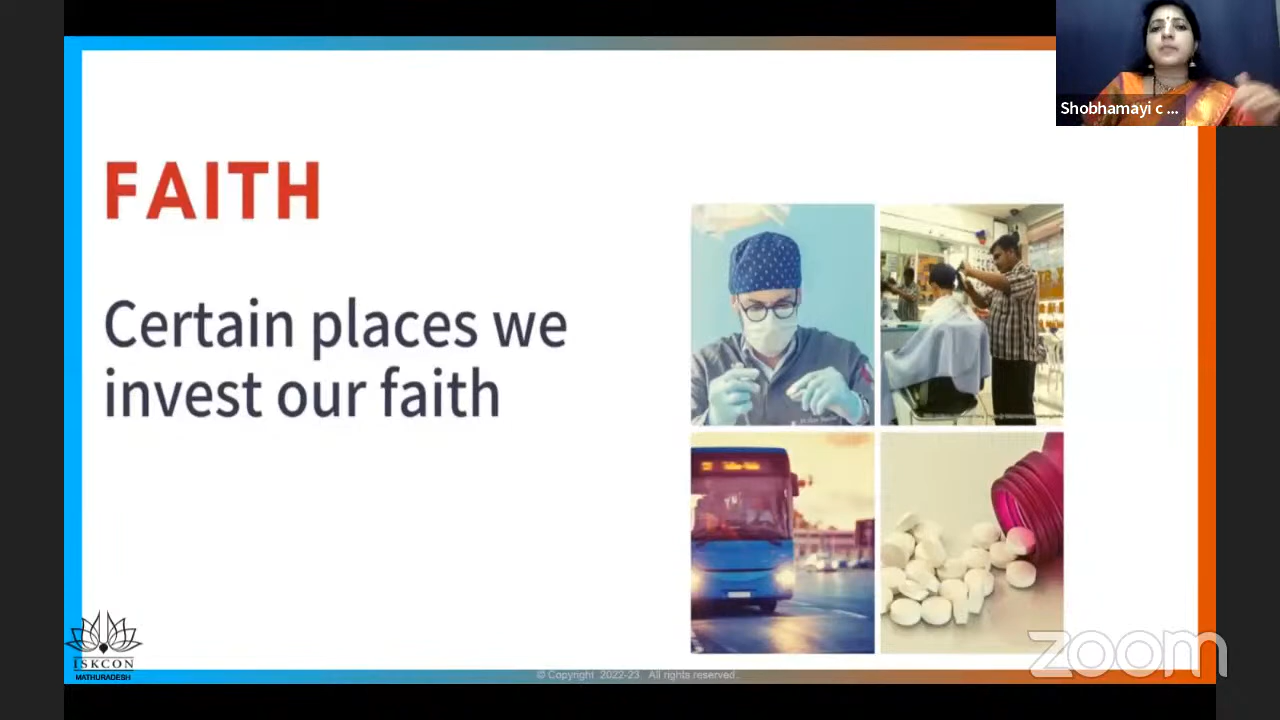 Shobhamayi c ...
FAITH
Certain places we
invest our faith
ISKCON
MATHURADESH
© Copyright 2022-23 All rights reserved.
zoom